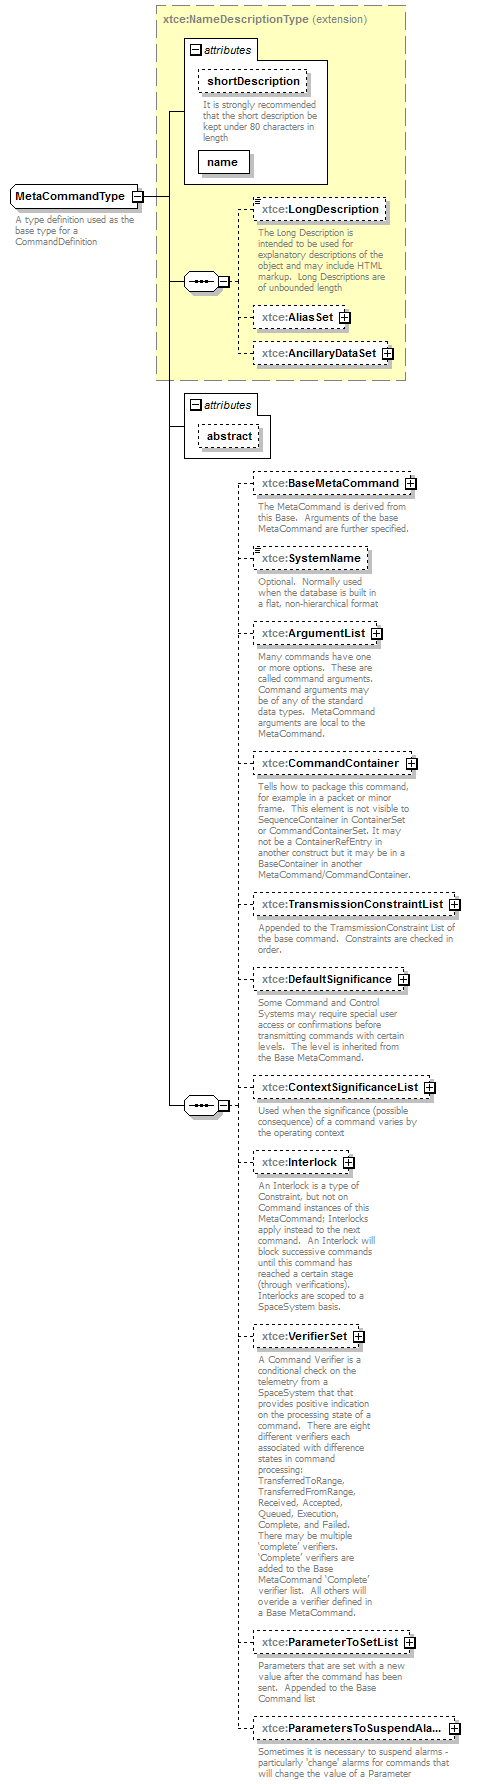 xtce:NameDescriptionType (extension)
attributes
shortDescription
It is strongly recommended
that the short description be
kept under 80 characters in
length
name
MetaCommandType
A type definition used as the
base type for a
CommandDefinition
xtce:LongDescription
The Long Description is
intended to be used for
explanatory descriptions of the
object and may include HTML
markup.  Long Descriptions are
of unbounded length
xtce:AliasSet
xtce:AncillaryDataSet
attributes
abstract
xtce:BaseMetaCommand
The MetaCommand is derived from
this Base.  Arguments of the base
MetaCommand are further specified.
xtce:SystemName
Optional.  Normally used
when the database is built in
a flat, non-hierarchical format
xtce:ArgumentList
Many commands have one
or more options.  These are
called command arguments.
Command arguments may
be of any of the standard
data types.  MetaCommand
arguments are local to the
MetaCommand.
xtce:CommandContainer
Tells how to package this command,
for example in a packet or minor
frame.  This element is not visible to
SequenceContainer in ContainerSet
or CommandContainerSet. It may
not be a ContainerRefEntry in
another construct but it may be in a
BaseContainer in another
MetaCommand/CommandContainer.
xtce:TransmissionConstraintList
Appended to the TramsmissionConstraint List of
the base command.  Constraints are checked in
order.
xtce:DefaultSignificance
Some Command and Control
Systems may require special user
access or confirmations before
transmitting commands with certain
levels.  The level is inherited from
the Base MetaCommand.
xtce:ContextSignificanceList
Used when the significance (possible
consequence) of a command varies by
the operating context
xtce:Interlock
An Interlock is a type of
Constraint, but not on
Command instances of this
MetaCommand; Interlocks
apply instead to the next
command.  An Interlock will
block successive commands
until this command has
reached a certain stage
(through verifications).
Interlocks are scoped to a
SpaceSystem basis.
xtce:VerifierSet
A Command Verifier is a
conditional check on the
telemetry from a
SpaceSystem that that
provides positive indication
on the processing state of a
command.  There are eight
different verifiers each
associated with difference
states in command
processing:
TransferredToRange,
TransferredFromRange,
Received, Accepted,
Queued, Execution,
Complete, and Failed.
There may be multiple
‘complete’ verifiers.
‘Complete’ verifiers are
added to the Base
MetaCommand ‘Complete’
verifier list.  All others will
overide a verifier defined in
a Base MetaCommand.
xtce:ParameterToSetList
Parameters that are set with a new
value after the command has been
sent.  Appended to the Base
Command list
xtce:ParametersToSuspendAla...
Sometimes it is necessary to suspend alarms -
particularly 'change' alarms for commands that
will change the value of a Parameter